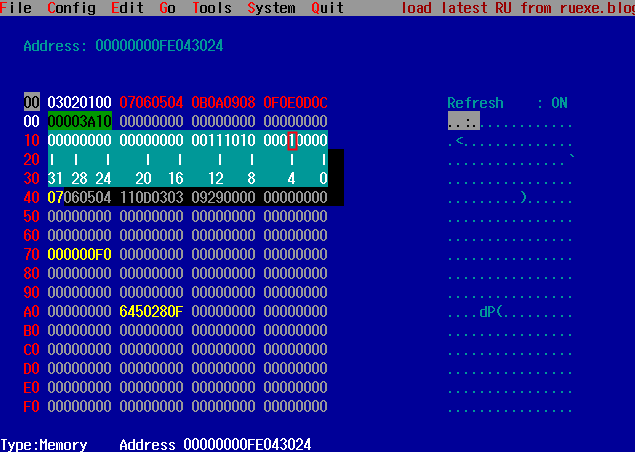 File Config Edit Go Tools System Quit load latest RU from ruexe.blog
Address: 00000000FE043024
00 03020100 07060504 0B0A0908 0F0E0D0C Refresh : ON
00 00003A10 00000000 00000000 00000000 ..:.............
10 00000000 00000000 00111010 00010000 .<..............
20 | | | | | | | | ...............`
30 31 28 24 20 16 12 8 4 0 ................
40 07060504 110D0303 09290000 00000000 .........)......
50 00000000 00000000 00000000 00000000 ................
60 00000000 00000000 00000000 00000000 ................
70 000000F0 00000000 00000000 00000000 ................
80 00000000 00000000 00000000 00000000 ................
90 00000000 00000000 00000000 00000000 ................
A0 00000000 6450280F 00000000 00000000 ....dP(.........
B0 00000000 00000000 00000000 00000000 ................
C0 00000000 00000000 00000000 00000000 ................
D0 00000000 00000000 00000000 00000000 ................
E0 00000000 00000000 00000000 00000000 ................
F0 00000000 00000000 00000000 00000000 ................
Type:Memory Address 00000000FE043024